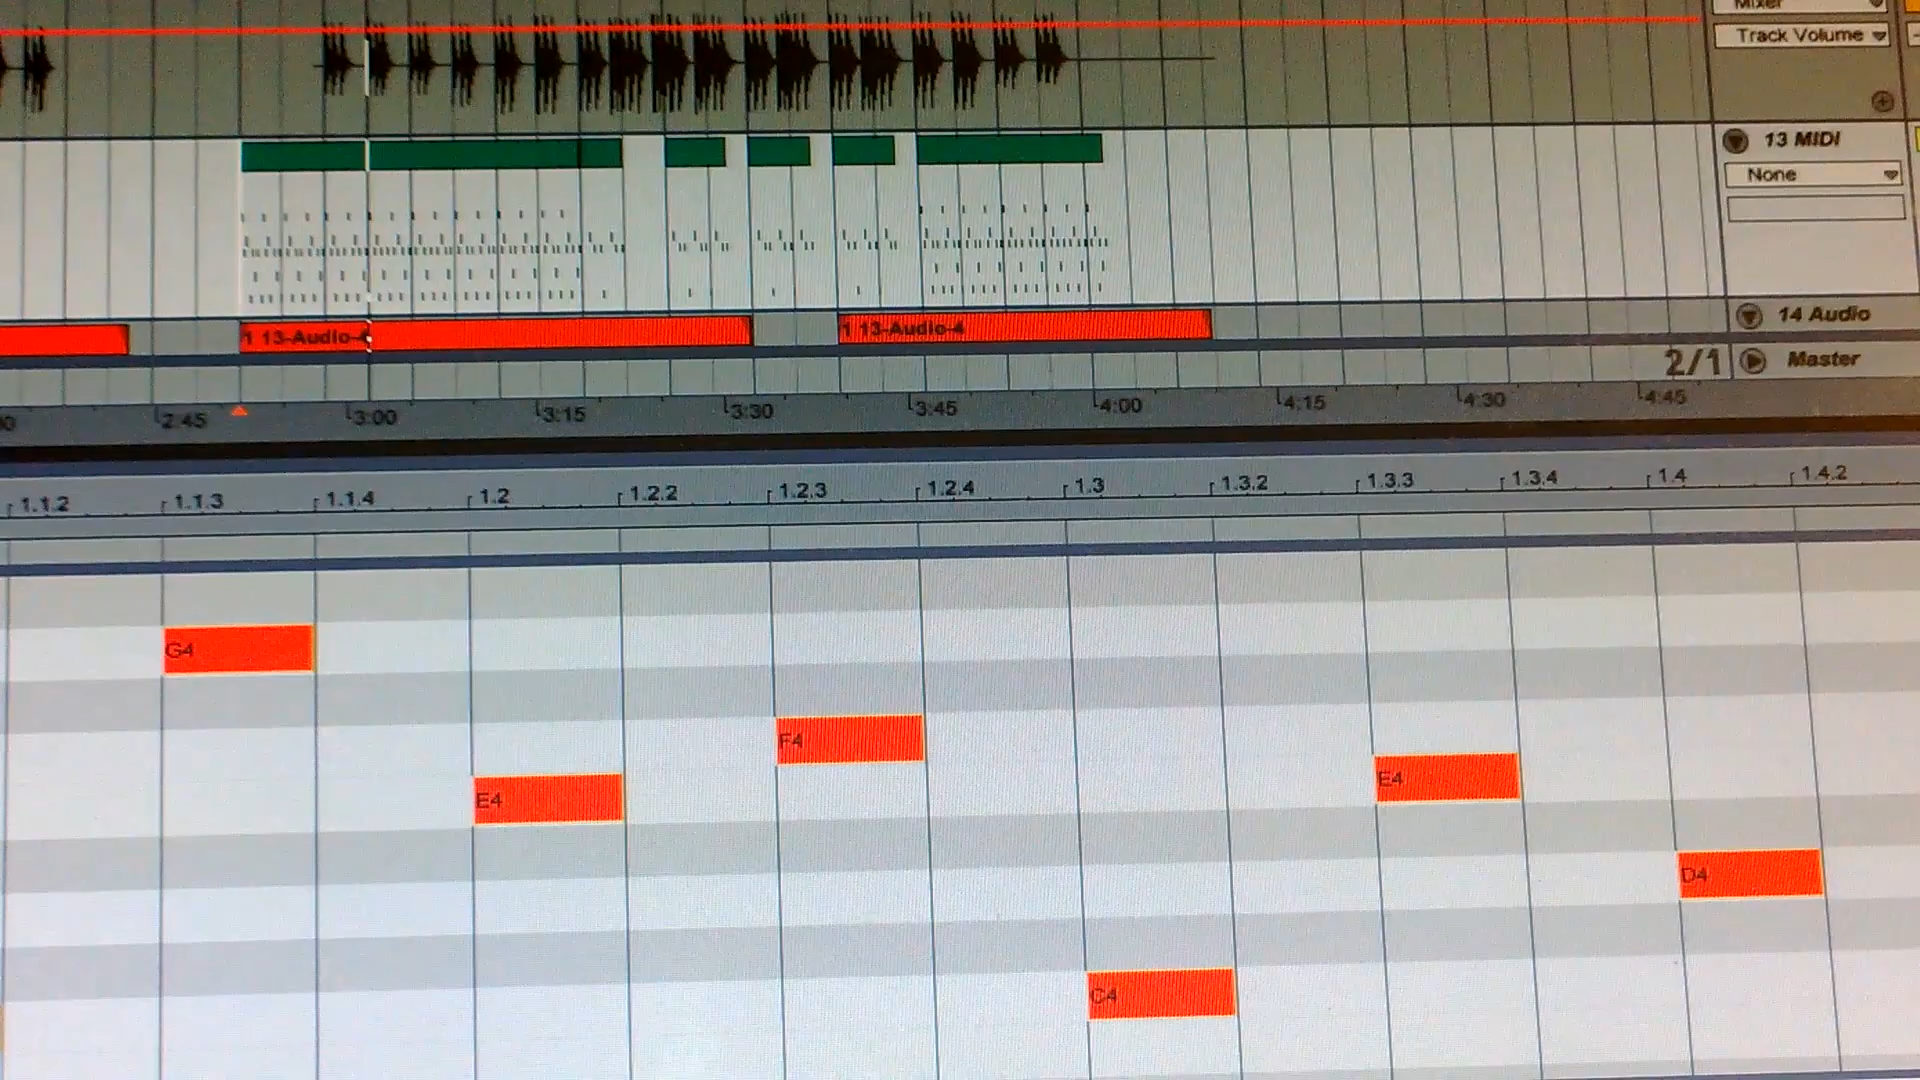 Mixer
Track Volume
13 MIDI
None
14 Audio
1 13-Audio-4
1 13-Audio-4
2/1
Master
2:45
3:00
3:15
3:30
3:45
4:00
4:15
4:30
4:45
1.1.2
1.1.3
1.1.4
1.2
1.2.2
1.2.3
1.2.4
1.3
1.3.2
1.3.3
1.3.4
1.4
1.4.2
G4
F4
E4
E4
D4
C4